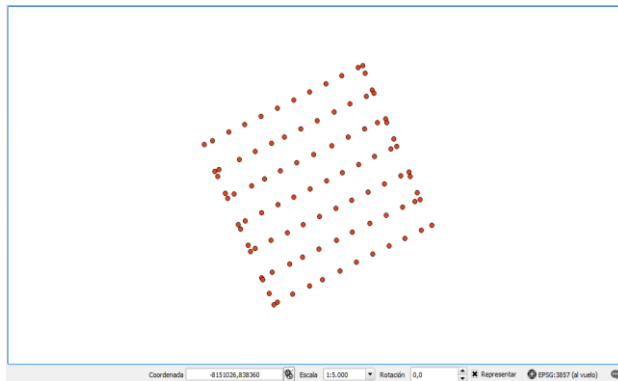 Coordenada -8151026,838360 Escala 1:5.000 Rotación 0,0 Representar EPSG:3857 (al vuelo)